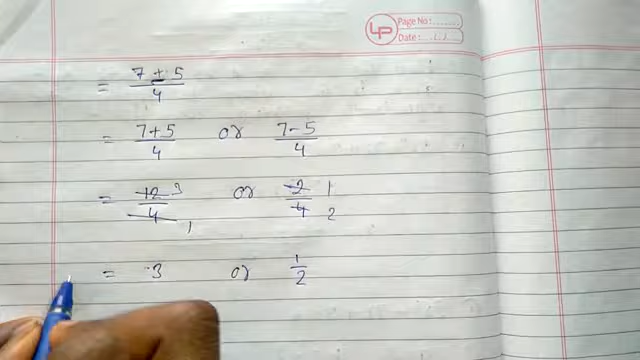 LP Page No:.......
Date: ../../.
= 7 ± 5 / 4
= 7+5 / 4 or 7-5 / 4
= 12 3 / 4 1 or 2 1 / 4 2
= 3 or 1 / 2